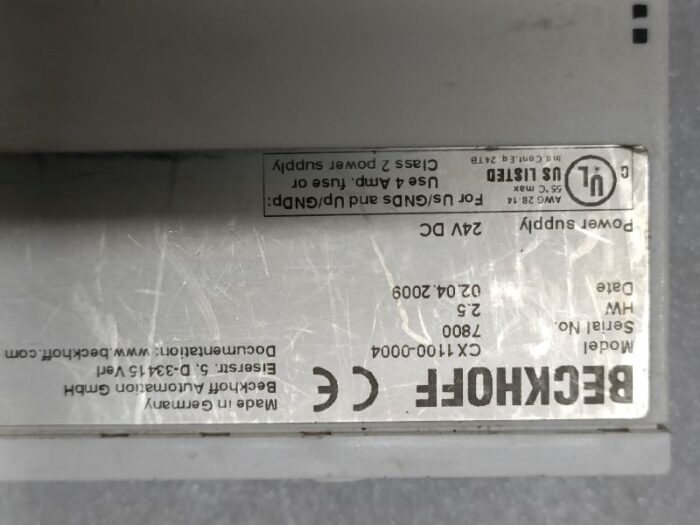 BECKHOFF CE
Made in Germany
Beckhoff Automation GmbH
Eiserstr. 5, D-33415 Verl
Documentation: www.beckhoff.com
Model CX1100-0004
Serial No. 7800
HW 2.5
Date 02.04.2009
Power supply 24V DC
C UL US LISTED
AWG 28-14
55°C max
Ind.Cont.Eq. 24TB
For Us/GNDs and Up/GNDp:
Use 4 Amp. fuse or
Class 2 power supply